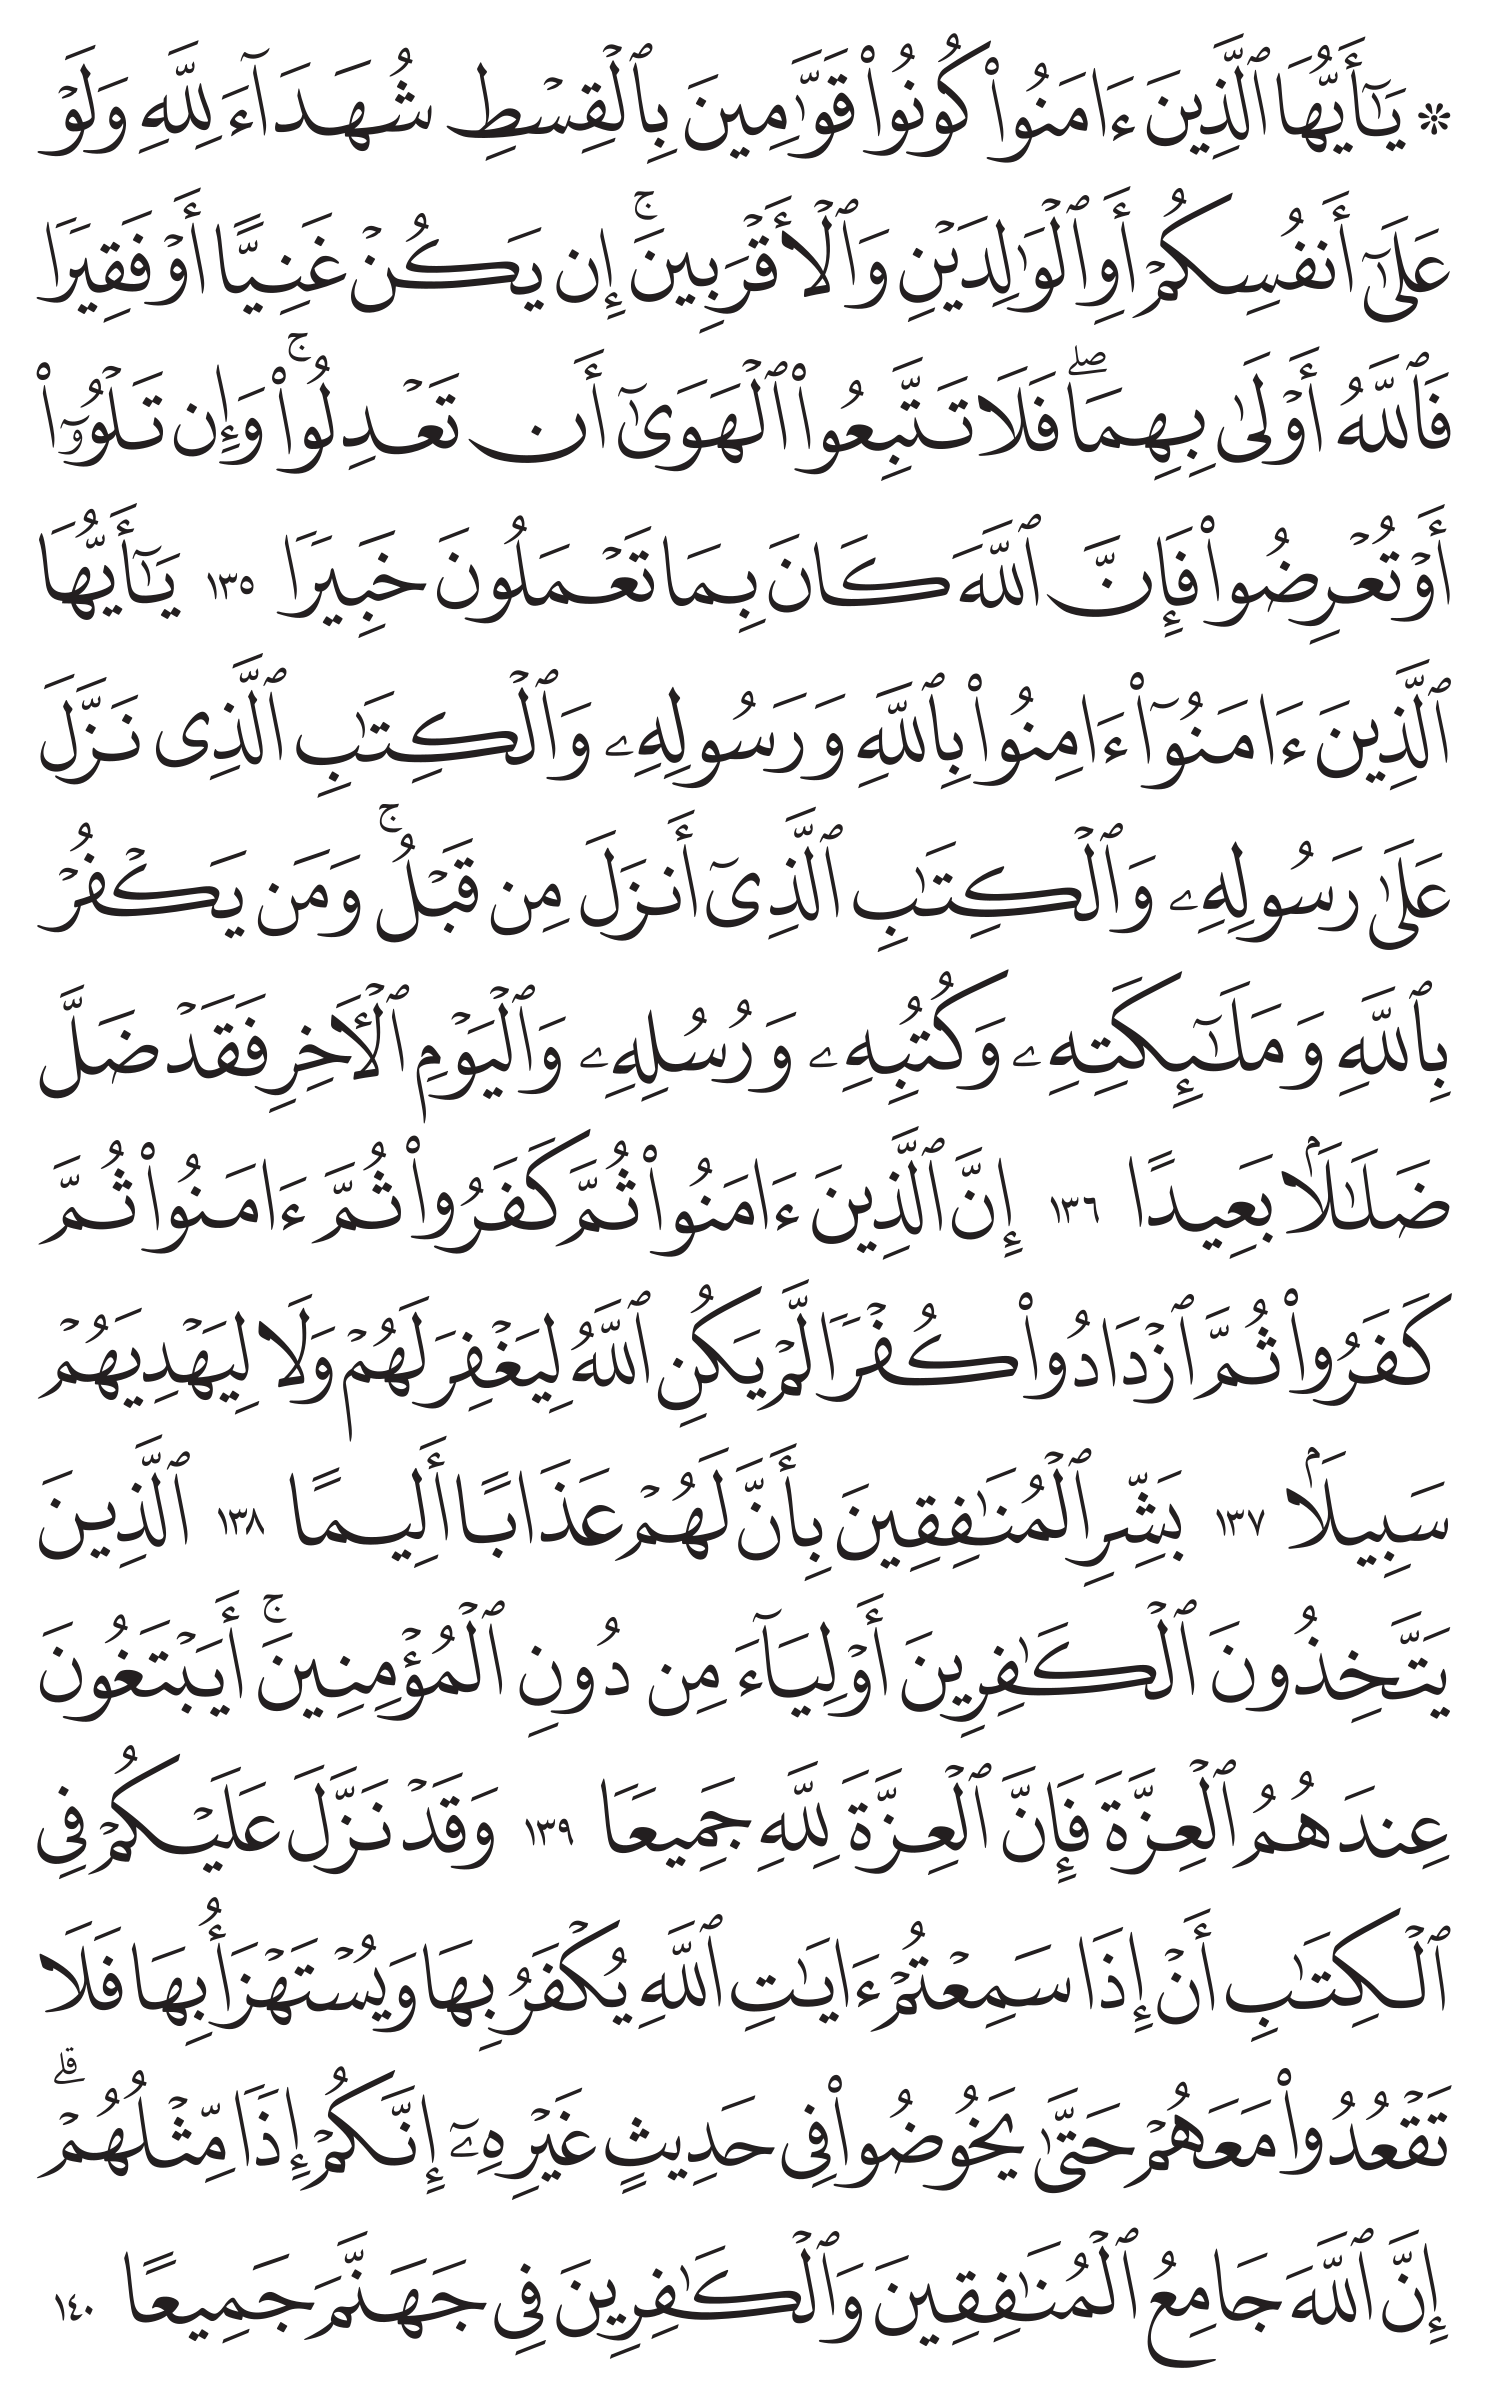 ۞ يَـٰٓأَيُّهَا ٱلَّذِينَ ءَامَنُوا۟ كُونُوا۟ قَوَّٰمِينَ بِٱلْقِسْطِ شُهَدَآءَ لِلَّهِ وَلَوْ
عَلَىٰٓ أَنفُسِكُمْ أَوِ ٱلْوَٰلِدَيْنِ وَٱلْأَقْرَبِينَ ۚ إِن يَكُنْ غَنِيًّا أَوْ فَقِيرًا
فَٱللَّهُ أَوْلَىٰ بِهِمَا ۖ فَلَا تَتَّبِعُوا۟ ٱلْهَوَىٰٓ أَن تَعْدِلُوا۟ ۚ وَإِن تَلْوُۥٓا۟
أَوْ تُعْرِضُوا۟ فَإِنَّ ٱللَّهَ كَانَ بِمَا تَعْمَلُونَ خَبِيرًا ١٣٥ يَـٰٓأَيُّهَا
ٱلَّذِينَ ءَامَنُوٓا۟ ءَامِنُوا۟ بِٱللَّهِ وَرَسُولِهِۦ وَٱلْكِتَـٰبِ ٱلَّذِى نَزَّلَ
عَلَىٰ رَسُولِهِۦ وَٱلْكِتَـٰبِ ٱلَّذِىٓ أَنزَلَ مِن قَبْلُ ۚ وَمَن يَكْفُرْ
بِٱللَّهِ وَمَلَـٰٓئِكَتِهِۦ وَكُتُبِهِۦ وَرُسُلِهِۦ وَٱلْيَوْمِ ٱلْـَٔاخِرِ فَقَدْ ضَلَّ
ضَلَـٰلًۢا بَعِيدًا ١٣٦ إِنَّ ٱلَّذِينَ ءَامَنُوا۟ ثُمَّ كَفَرُوا۟ ثُمَّ ءَامَنُوا۟ ثُمَّ
كَفَرُوا۟ ثُمَّ ٱزْدَادُوا۟ كُفْرًا لَّمْ يَكُنِ ٱللَّهُ لِيَغْفِرَ لَهُمْ وَلَا لِيَهْدِيَهُمْ
سَبِيلًۢا ١٣٧ بَشِّرِ ٱلْمُنَـٰفِقِينَ بِأَنَّ لَهُمْ عَذَابًا أَلِيمًا ١٣٨ ٱلَّذِينَ
يَتَّخِذُونَ ٱلْكَـٰفِرِينَ أَوْلِيَآءَ مِن دُونِ ٱلْمُؤْمِنِينَ ۚ أَيَبْتَغُونَ
عِندَهُمُ ٱلْعِزَّةَ فَإِنَّ ٱلْعِزَّةَ لِلَّهِ جَمِيعًا ١٣٩ وَقَدْ نَزَّلَ عَلَيْكُمْ فِى
ٱلْكِتَـٰبِ أَنْ إِذَا سَمِعْتُمْ ءَايَـٰتِ ٱللَّهِ يُكْفَرُ بِهَا وَيُسْتَهْزَأُ بِهَا فَلَا
تَقْعُدُوا۟ مَعَهُمْ حَتَّىٰ يَخُوضُوا۟ فِى حَدِيثٍ غَيْرِهِۦٓ ۚ إِنَّكُمْ إِذًا مِّثْلُهُمْ ۗ
إِنَّ ٱللَّهَ جَامِعُ ٱلْمُنَـٰفِقِينَ وَٱلْكَـٰفِرِينَ فِى جَهَنَّمَ جَمِيعًا ١٤٠